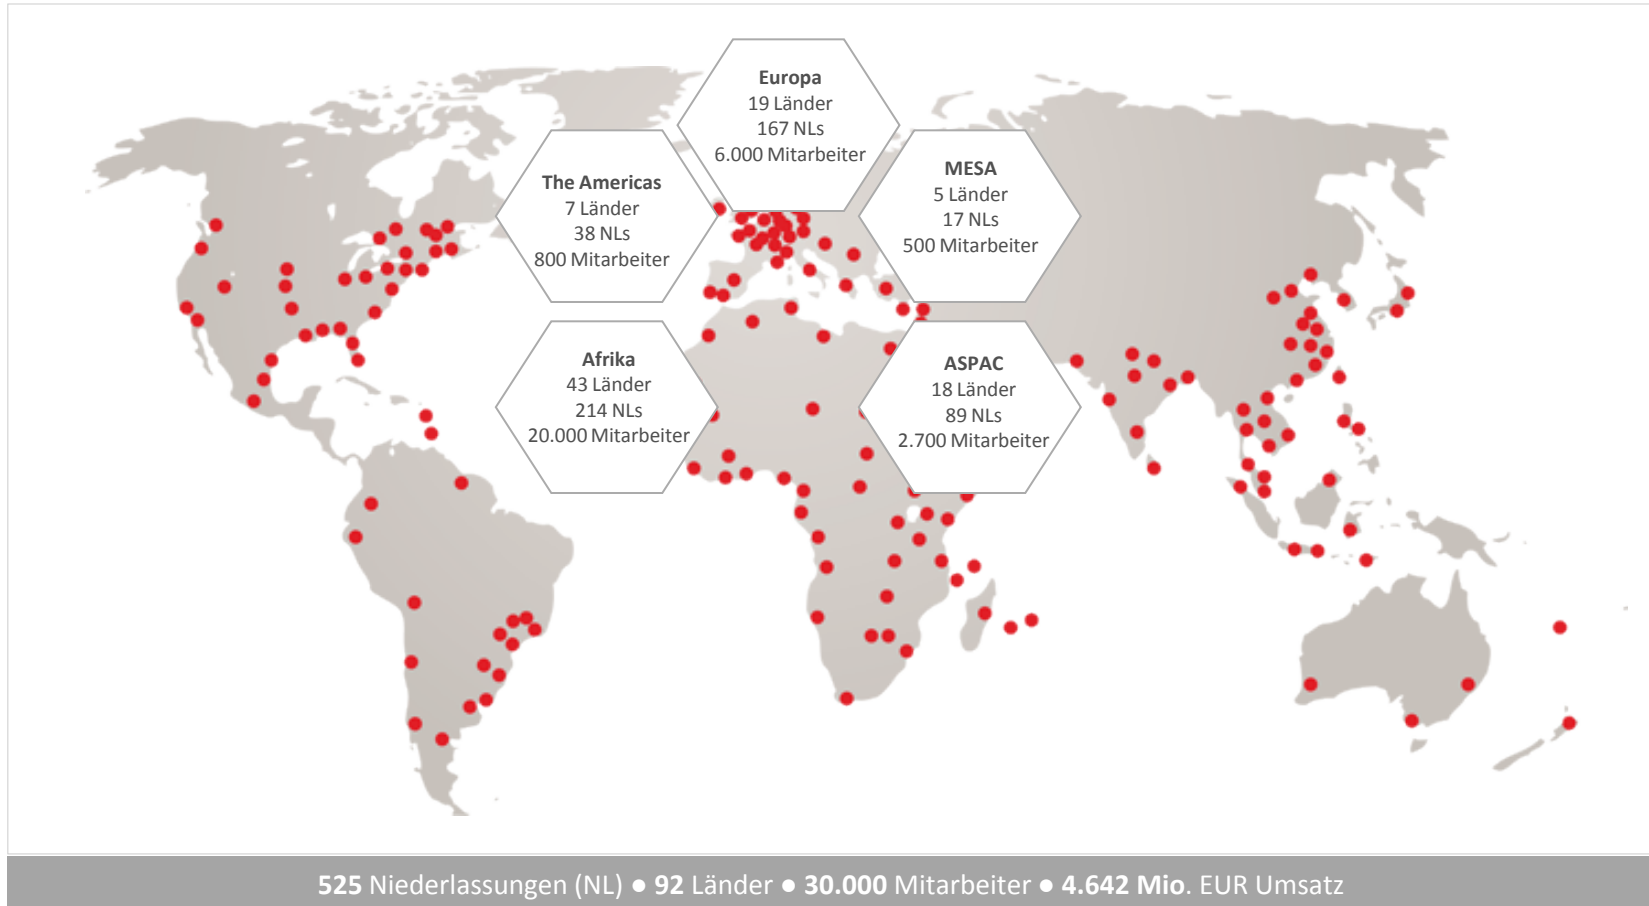 Europa
19 Länder
167 NLs
6.000 Mitarbeiter
The Americas
7 Länder
38 NLs
800 Mitarbeiter
MESA
5 Länder
17 NLs
500 Mitarbeiter
Afrika
43 Länder
214 NLs
20.000 Mitarbeiter
ASPAC
18 Länder
89 NLs
2.700 Mitarbeiter
525 Niederlassungen (NL) ● 92 Länder ● 30.000 Mitarbeiter ● 4.642 Mio. EUR Umsatz